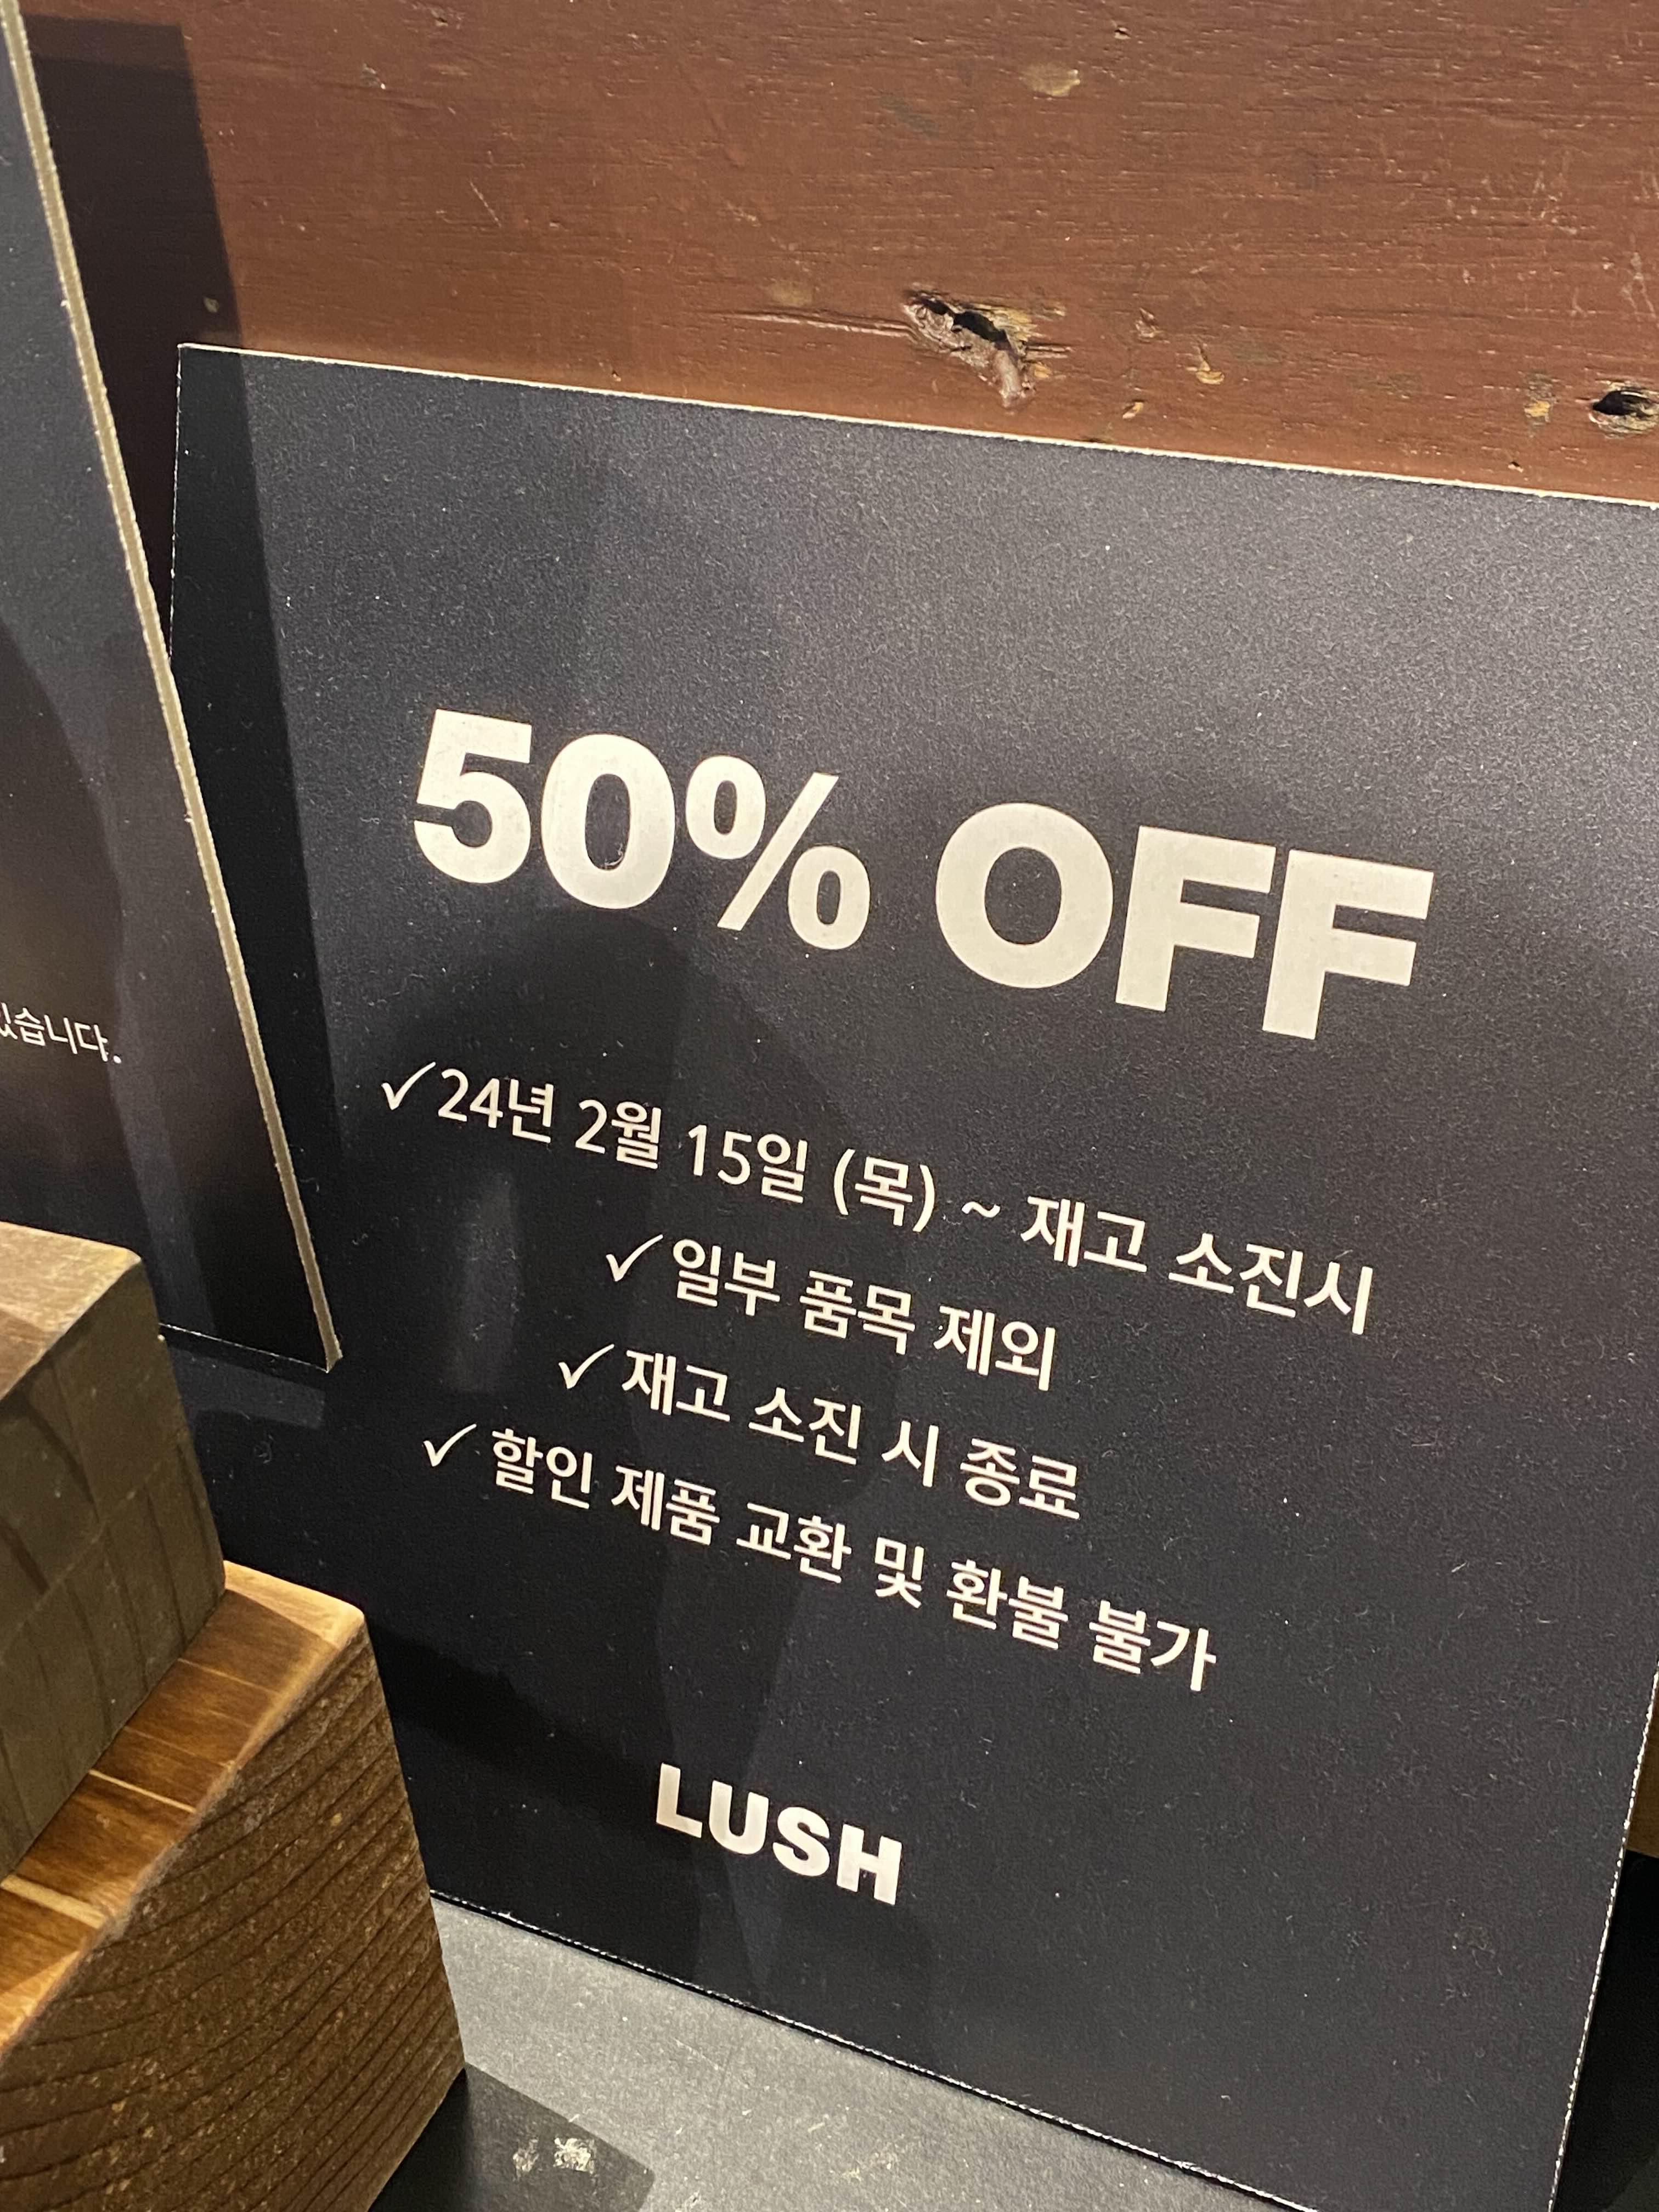 50% OFF
✓24년 2월 15일 (목) ~ 재고 소진시
✓ 일부 품목 제외
✓ 재고 소진 시 종료
✓ 할인 제품 교환 및 환불 불가
LUSH
있습니다.